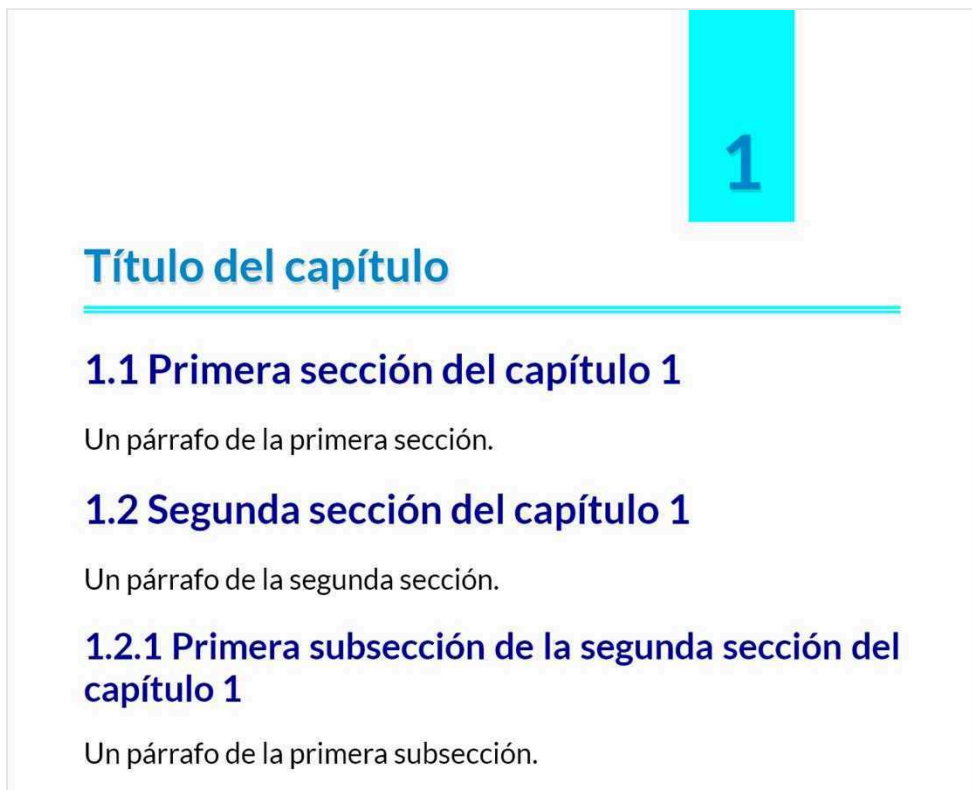 1
Título del capítulo
1.1 Primera sección del capítulo 1
Un párrafo de la primera sección.
1.2 Segunda sección del capítulo 1
Un párrafo de la segunda sección.
1.2.1 Primera subsección de la segunda sección del
capítulo 1
Un párrafo de la primera subsección.